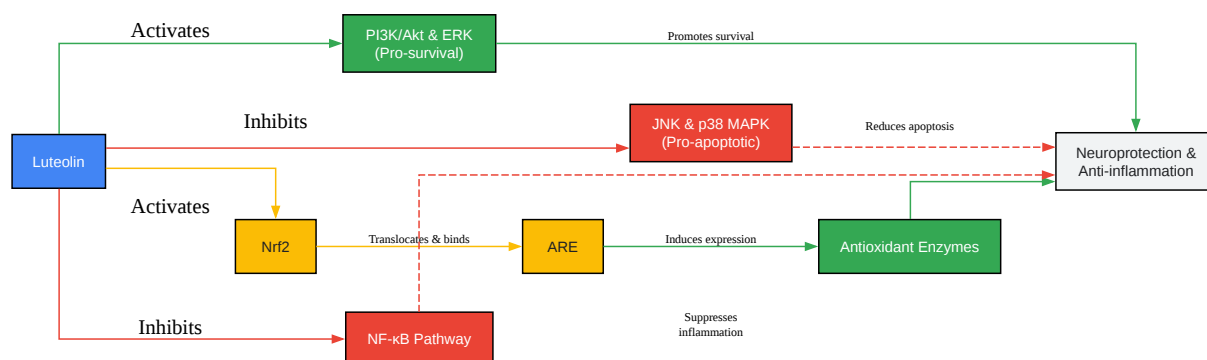 Activates
PI3K/Akt & ERK
(Pro-survival)
Promotes survival
Inhibits
JNK & p38 MAPK
(Pro-apoptotic)
Reduces apoptosis
Luteolin
Neuroprotection &
Anti-inflammation
Activates
Nrf2
Translocates & binds
ARE
Induces expression
Antioxidant Enzymes
Inhibits
NF-κB Pathway
Suppresses
inflammation